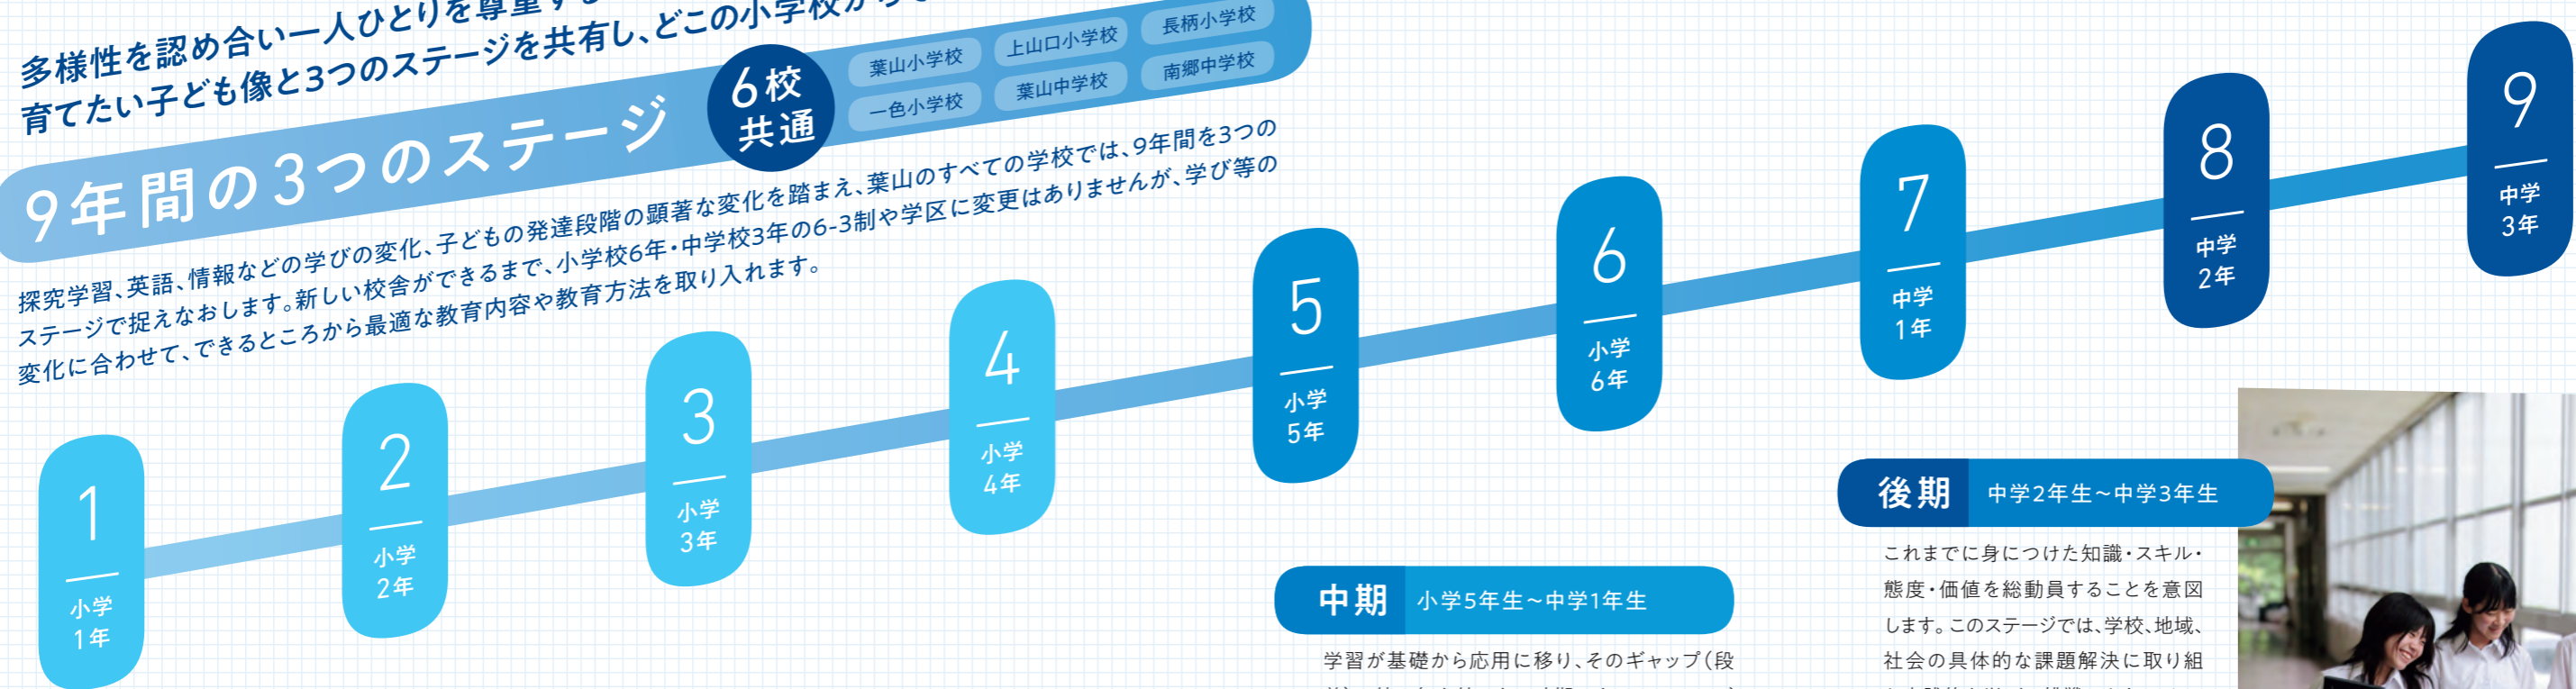 多様性を認め合い一人ひとりを尊重する
育てたい子ども像と3つのステージを共有し、どこの小学校から
9年間の3つのステージ
6校
共通
葉山小学校
上山口小学校
長柄小学校
一色小学校
葉山中学校
南郷中学校
探究学習、英語、情報などの学びの変化、子どもの発達段階の顕著な変化を踏まえ、葉山のすべての学校では、9年間を3つの
ステージで捉えなおします。新しい校舎ができるまで、小学校6年・中学校3年の6-3制や学区に変更はありませんが、学び等の
変化に合わせて、できるところから最適な教育内容や教育方法を取り入れます。
1
小学
1年
2
小学
2年
3
小学
3年
4
小学
4年
5
小学
5年
6
小学
6年
7
中学
1年
8
中学
2年
9
中学
3年
中期 小学5年生~中学1年生
学習が基礎から応用に移り、そのギャップ(段
後期 中学2年生~中学3年生
これまでに身につけた知識・スキル・
態度・価値を総動員することを意図
します。このステージでは、学校、地域、
社会の具体的な課題解決に取り組